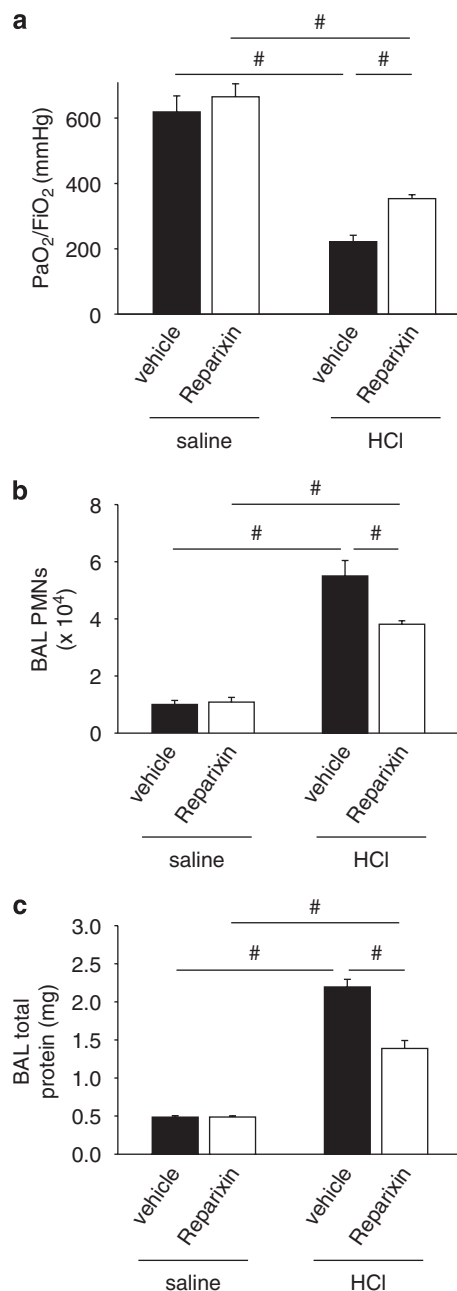 a
#
# #
PaO2/FiO2 (mmHg)
600
400
200
0
vehicle Reparixin vehicle Reparixin
saline HCl
b
#
# #
BAL PMNs
(x 10⁴)
8
6
4
2
0
vehicle Reparixin vehicle Reparixin
saline HCl
c
#
# #
BAL total
protein (mg)
3.0
2.5
2.0
1.5
1.0
0.5
0.0
vehicle Reparixin vehicle Reparixin
saline HCl